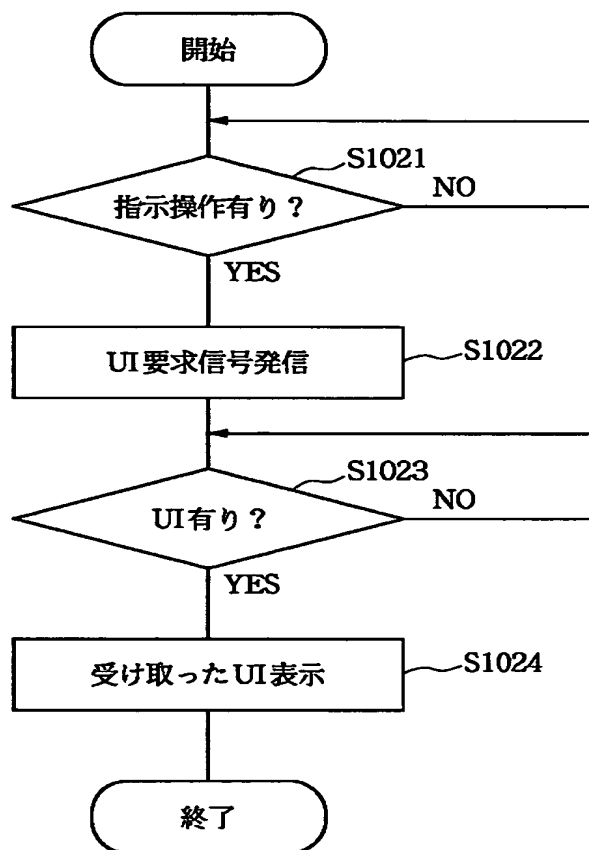 開始
S1021
指示操作有り？
NO
YES
UI要求信号発信
S1022
S1023
UI有り？
NO
YES
受け取ったUI表示
S1024
終了